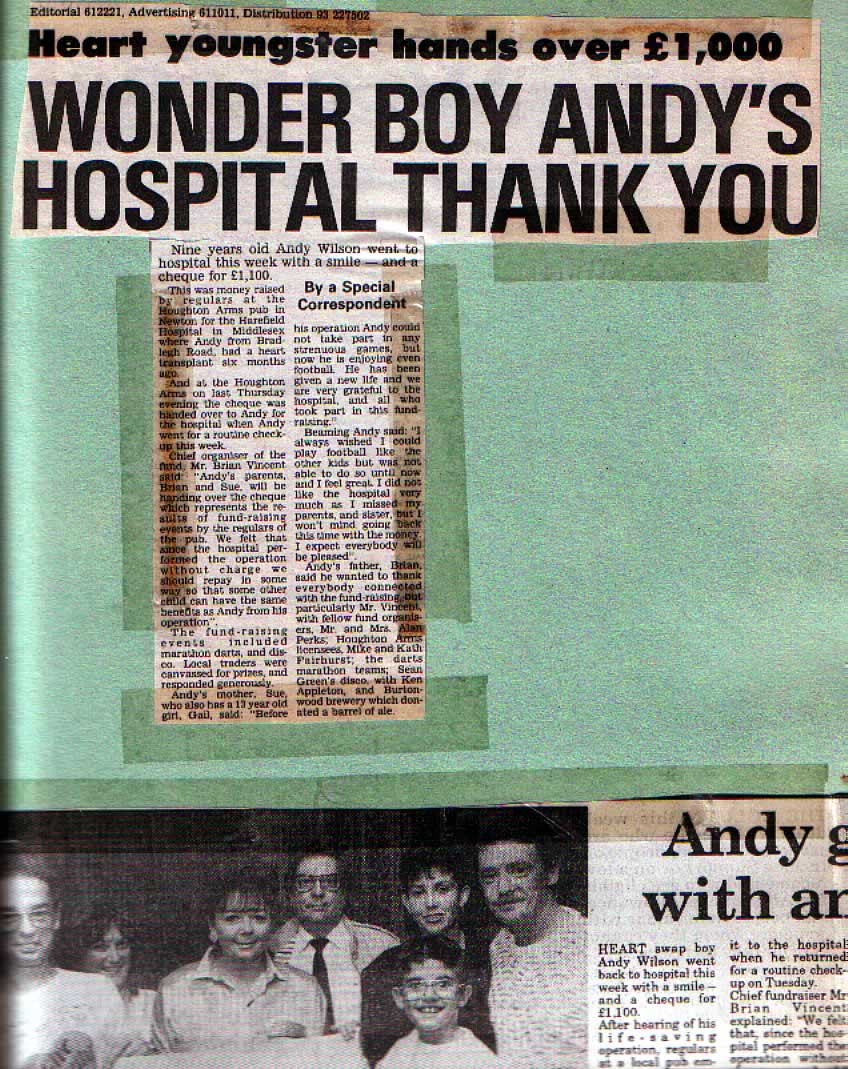 Editorial 612221, Advertising 611011, Distribution 93 227502
Heart youngster hands over £1,000
WONDER BOY ANDY'S
HOSPITAL THANK YOU
Nine years old Andy Wilson went to
hospital this week with a smile — and a
cheque for £1,100.
This was money raised
by regulars at the
Houghton Arms pub in
Newton for the Harefield
Hospital in Middlesex
where Andy from Brad-
legh Road, had a heart
transplant six months
ago.
And at the Houghton
Arms on last Thursday
evening the cheque was
handed over to Andy for
the hospital when Andy
went for a routine check-
up this week.
Chief organiser of the
fund, Mr. Brian Vincent
said: "Andy's parents,
Brian and Sue, will be
handing over the cheque
which represents the re-
sults of fund-raising
events by the regulars of
the pub. We felt that
since the hospital per-
formed the operation
without charge we
should repay in some
way so that some other
child can have the same
benefits as Andy from his
operation".
The fund-raising
events included
marathon darts, and dis-
co. Local traders were
canvassed for prizes, and
responded generously.
Andy's mother, Sue,
who also has a 13 year old
girl, Gail, said: "Before
By a Special
Correspondent
his operation Andy could
not take part in any
strenuous games, but
now he is enjoying even
football. He has been
given a new life and we
are very grateful to the
hospital, and all who
took part in this fund-
raising."
Beaming Andy said: "I
always wished I could
play football like the
other kids but was not
able to do so until now
and I feel great. I did not
like the hospital very
much as I missed my
parents, and sister, but I
won't mind going back
this time with the money.
I expect everybody will
be pleased".
Andy's father, Brian,
said he wanted to thank
everybody connected
with the fund-raising, but
particularly Mr. Vincent,
with fellow fund organis-
ers, Mr. and Mrs. Alan
Perks; Houghton Arms
licensees, Mike and Kath
Fairhurst; the darts
marathon teams; Sean
Green's disco, with Ken
Appleton, and Burton-
wood brewery which don-
ated a barrel of ale.
Andy g
with an
HEART swap boy
Andy Wilson went
back to hospital this
week with a smile –
and a cheque for
£1,100.
After hearing of his
life-saving
operation, regulars
at a local pub em-
it to the hospital
when he returned
for a routine check-
up on Tuesday.
Chief fundraiser Mr
Brian Vincent
explained: "We felt
that, since the hos-
pital performed the
operation without